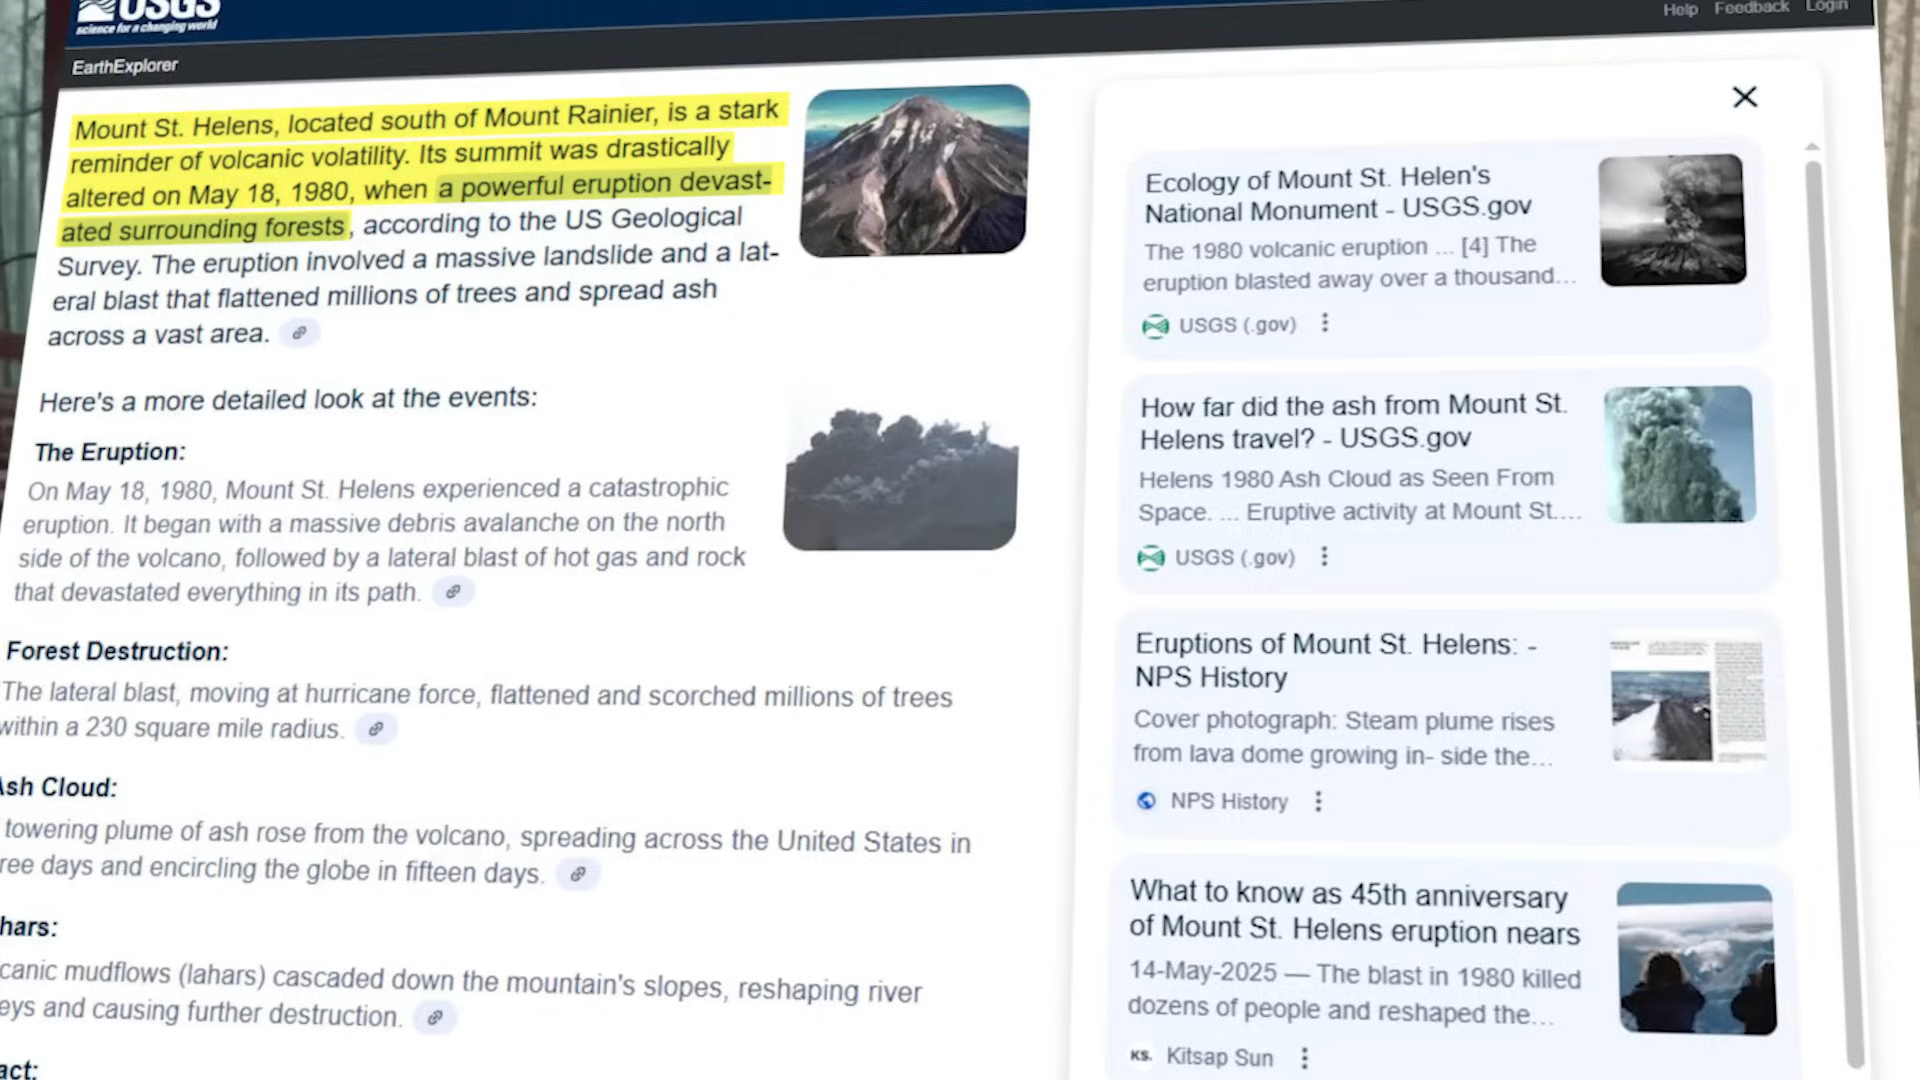 USGS
science for a changing world
Help Feedback Login
EarthExplorer
Mount St. Helens, located south of Mount Rainier, is a stark
reminder of volcanic volatility. Its summit was drastically
altered on May 18, 1980, when a powerful eruption devast-
ated surrounding forests, according to the US Geological
Survey. The eruption involved a massive landslide and a lat-
eral blast that flattened millions of trees and spread ash
across a vast area.
Here's a more detailed look at the events:
The Eruption:
On May 18, 1980, Mount St. Helens experienced a catastrophic
eruption. It began with a massive debris avalanche on the north
side of the volcano, followed by a lateral blast of hot gas and rock
that devastated everything in its path.
Forest Destruction:
The lateral blast, moving at hurricane force, flattened and scorched millions of trees
within a 230 square mile radius.
Ash Cloud:
towering plume of ash rose from the volcano, spreading across the United States in
ree days and encircling the globe in fifteen days.
hars:
canic mudflows (lahars) cascaded down the mountain's slopes, reshaping river
eys and causing further destruction.
act:
Ecology of Mount St. Helen's
National Monument - USGS.gov
The 1980 volcanic eruption ... [4] The
eruption blasted away over a thousand...
USGS (.gov)
How far did the ash from Mount St.
Helens travel? - USGS.gov
Helens 1980 Ash Cloud as Seen From
Space. ... Eruptive activity at Mount St....
USGS (.gov)
Eruptions of Mount St. Helens: -
NPS History
Cover photograph: Steam plume rises
from lava dome growing in- side the...
NPS History
What to know as 45th anniversary
of Mount St. Helens eruption nears
14-May-2025 — The blast in 1980 killed
dozens of people and reshaped the...
KS. Kitsap Sun